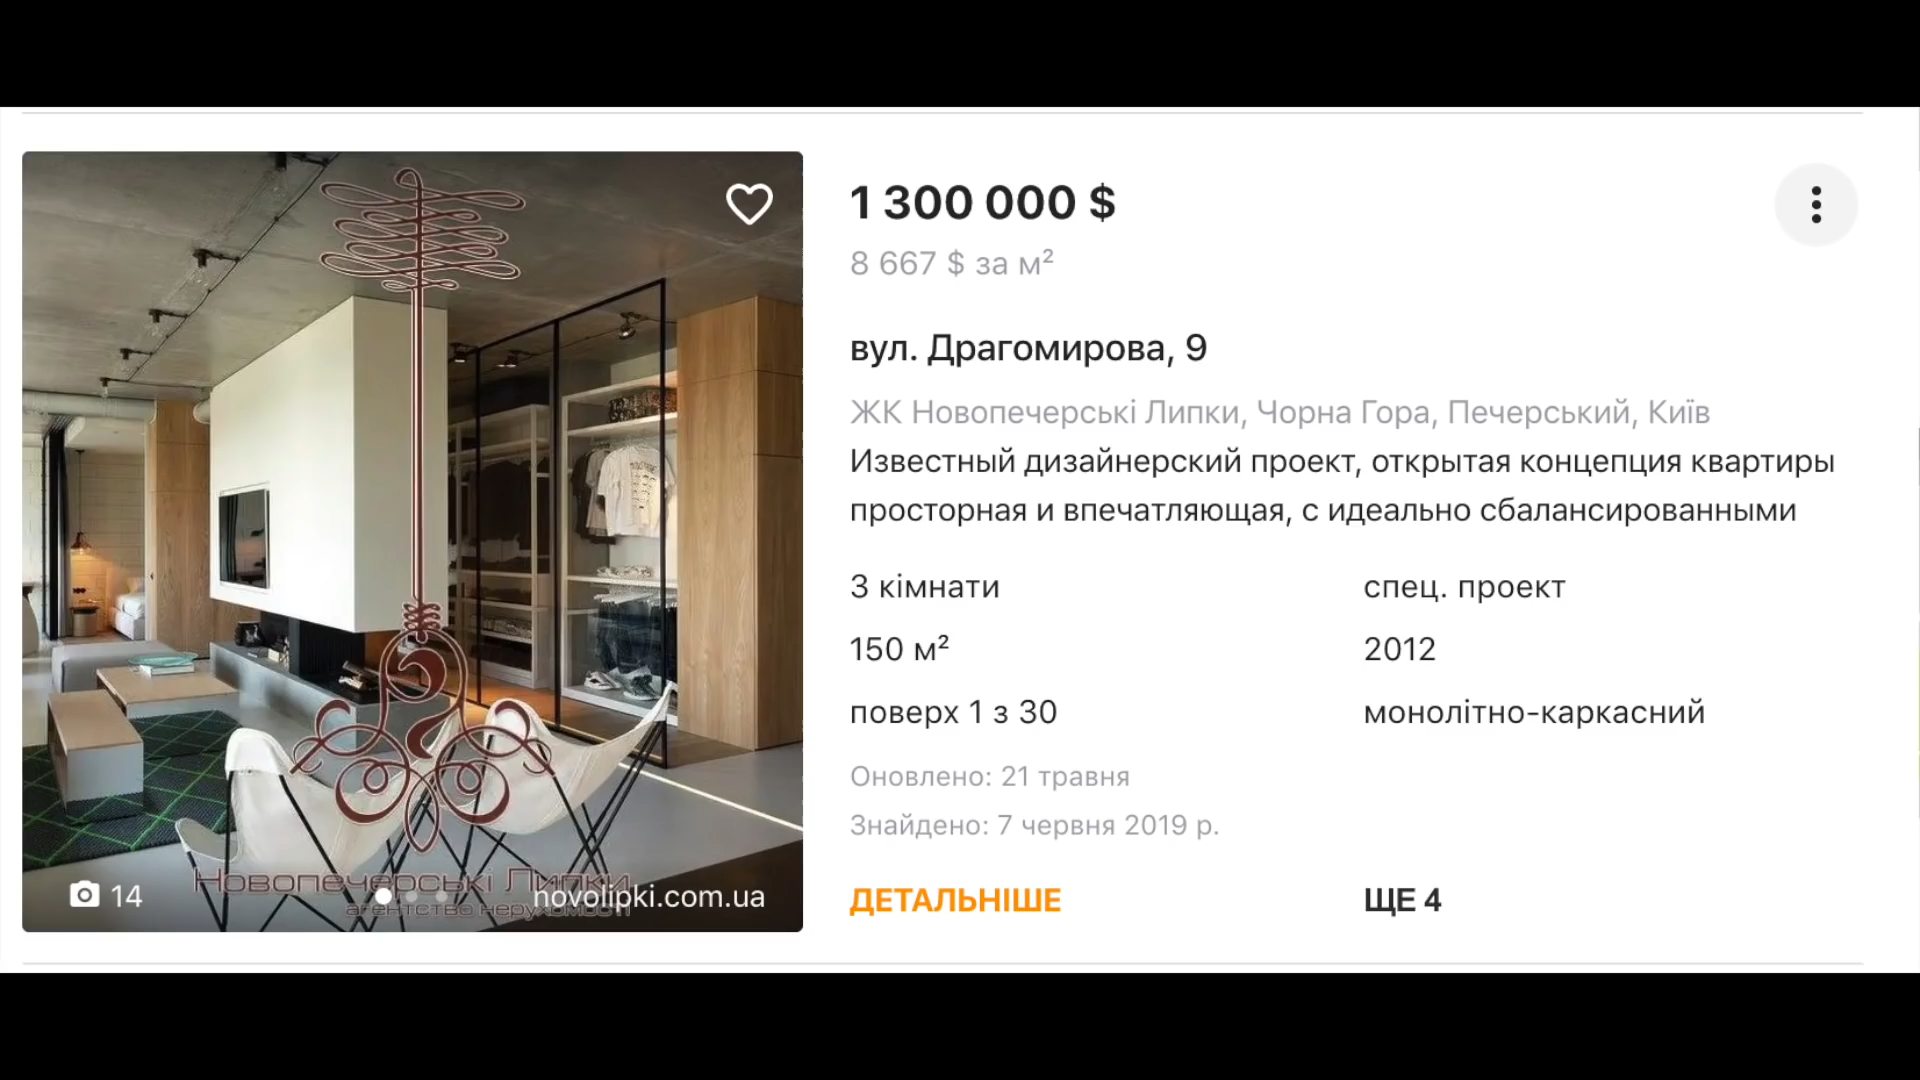 1 300 000 $
8 667 $ за м²
вул. Драгомирова, 9
ЖК Новопечерські Липки, Чорна Гора, Печерський, Київ
Известный дизайнерский проект, открытая концепция квартиры
просторная и впечатляющая, с идеально сбалансированными
3 кімнати
спец. проект
150 м²
2012
поверх 1 з 30
монолітно-каркасний
Оновлено: 21 травня
Знайдено: 7 червня 2019 р.
ДЕТАЛЬНІШЕ
ЩЕ 4
Новопечерські Липки
агентство нерухомості
14
novolipki.com.ua